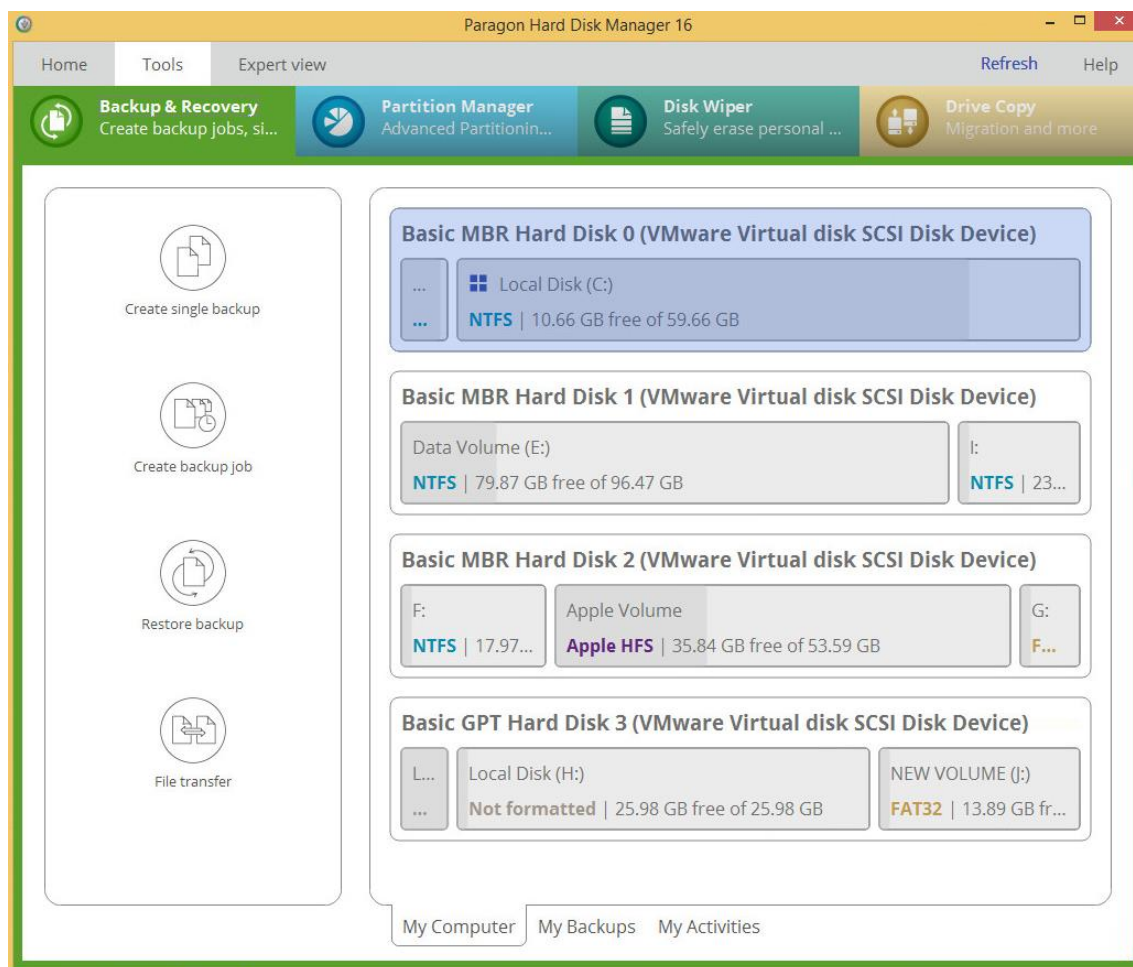 Paragon Hard Disk Manager 16
Home Tools Expert view Refresh Help
Backup & Recovery
Create backup jobs, si...
Partition Manager
Advanced Partitionin...
Disk Wiper
Safely erase personal ...
Drive Copy
Migration and more
Create single backup
Create backup job
Restore backup
File transfer
Basic MBR Hard Disk 0 (VMware Virtual disk SCSI Disk Device)
...
...
Local Disk (C:)
NTFS | 10.66 GB free of 59.66 GB
Basic MBR Hard Disk 1 (VMware Virtual disk SCSI Disk Device)
Data Volume (E:)
NTFS | 79.87 GB free of 96.47 GB
I:
NTFS | 23...
Basic MBR Hard Disk 2 (VMware Virtual disk SCSI Disk Device)
F:
NTFS | 17.97...
Apple Volume
Apple HFS | 35.84 GB free of 53.59 GB
G:
F...
Basic GPT Hard Disk 3 (VMware Virtual disk SCSI Disk Device)
L...
...
Local Disk (H:)
Not formatted | 25.98 GB free of 25.98 GB
NEW VOLUME (J:)
FAT32 | 13.89 GB fr...
My Computer My Backups My Activities